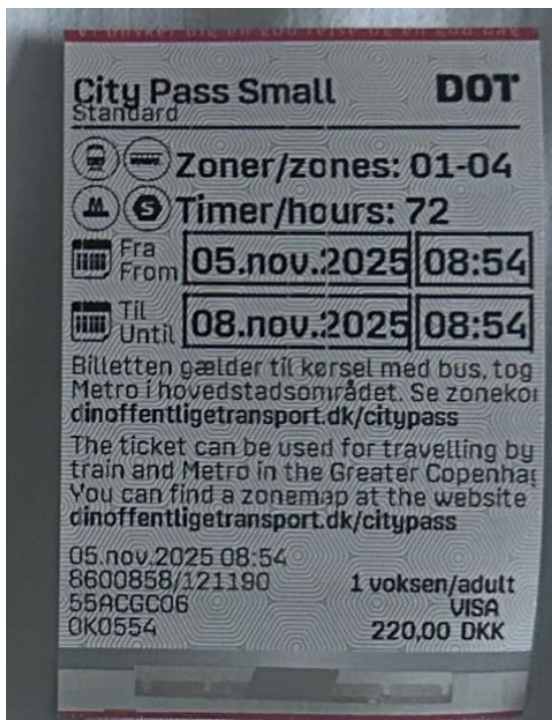 City Pass Small DOT
Standard
Zoner/zones: 01-04
S Timer/hours: 72
Fra
From 05.nov.2025 08:54
Til
Until 08.nov.2025 08:54
Billetten gælder til kørsel med bus, tog
Metro i hovedstadsområdet. Se zonekor
dinoffentligetransport.dk/citypass
The ticket can be used for travelling by
train and Metro in the Greater Copenhag
You can find a zonemap at the website
dinoffentligetransport.dk/citypass
05.nov.2025 08:54
8600858/121190 1 voksen/adult
55ACGC06 VISA
0K0554 220,00 DKK